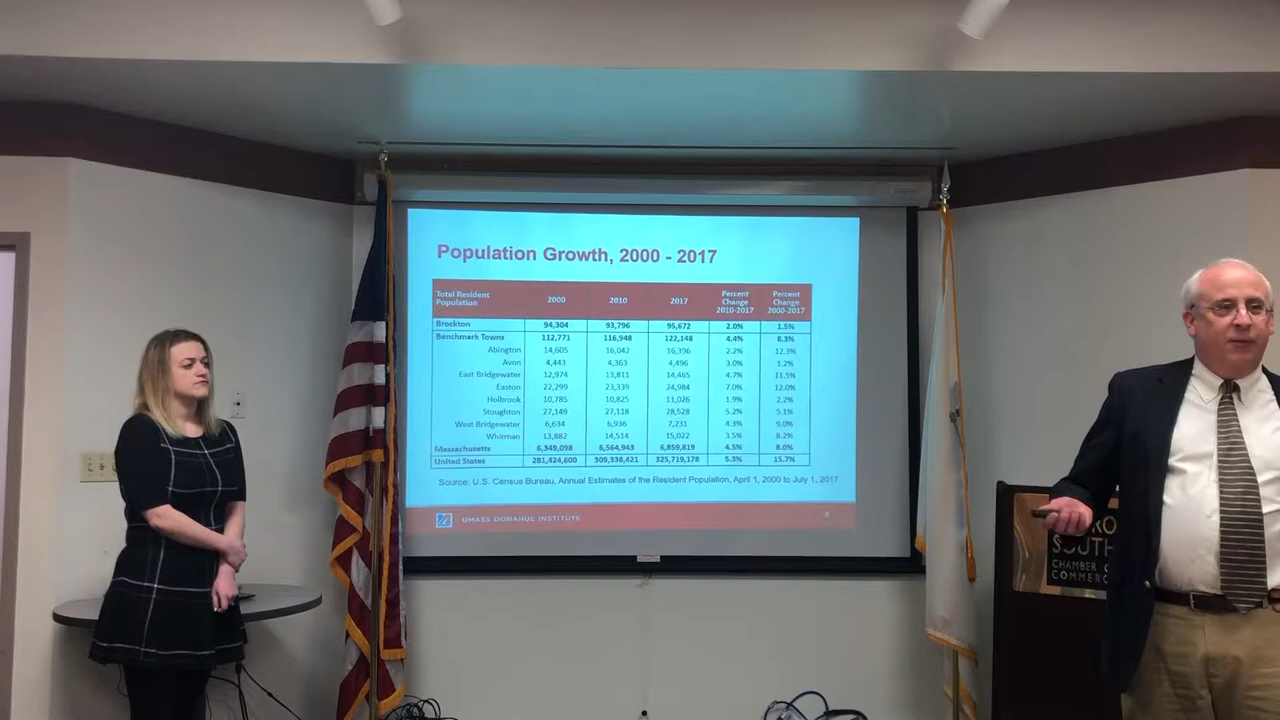 Population Growth, 2000 - 2017
Total Resident Population 2000 2010 2017 Percent Change 2010-2017 Percent Change 2000-2017
Brockton 94,304 93,796 95,672 2.0% 1.5%
Benchmark Towns 112,771 116,948 122,148 4.4% 8.3%
Abington 14,605 16,042 16,396 2.2% 12.3%
Avon 4,443 4,363 4,496 3.0% 1.2%
East Bridgewater 12,974 13,811 14,465 4.7% 11.5%
Easton 22,299 23,339 24,984 7.0% 12.0%
Holbrook 10,785 10,825 11,026 1.9% 2.2%
Stoughton 27,149 27,118 28,528 5.2% 5.1%
West Bridgewater 6,634 6,936 7,231 4.3% 9.0%
Whitman 13,882 14,514 15,022 3.5% 8.2%
Massachusetts 6,349,098 6,564,943 6,859,819 4.5% 8.0%
United States 281,424,600 309,338,421 325,719,178 5.3% 15.7%
Source: U.S. Census Bureau, Annual Estimates of the Resident Population, April 1, 2000 to July 1, 2017
UMASS DONAHUE INSTITUTE
SOUTH
CHAMBER
COMMERC